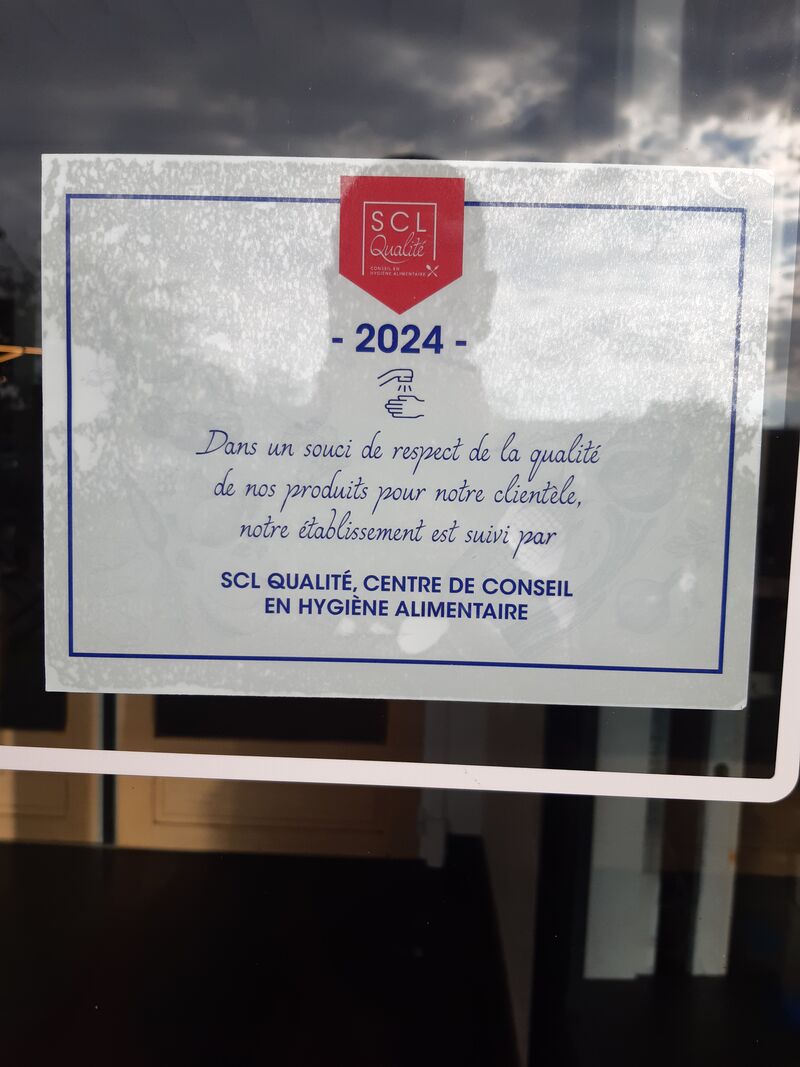 SCL
Qualité
CONSEIL EN
HYGIÈNE ALIMENTAIRE
- 2024 -
Dans un souci de respect de la qualité
de nos produits pour notre clientèle,
notre établissement est suivi par
SCL QUALITÉ, CENTRE DE CONSEIL
EN HYGIÈNE ALIMENTAIRE